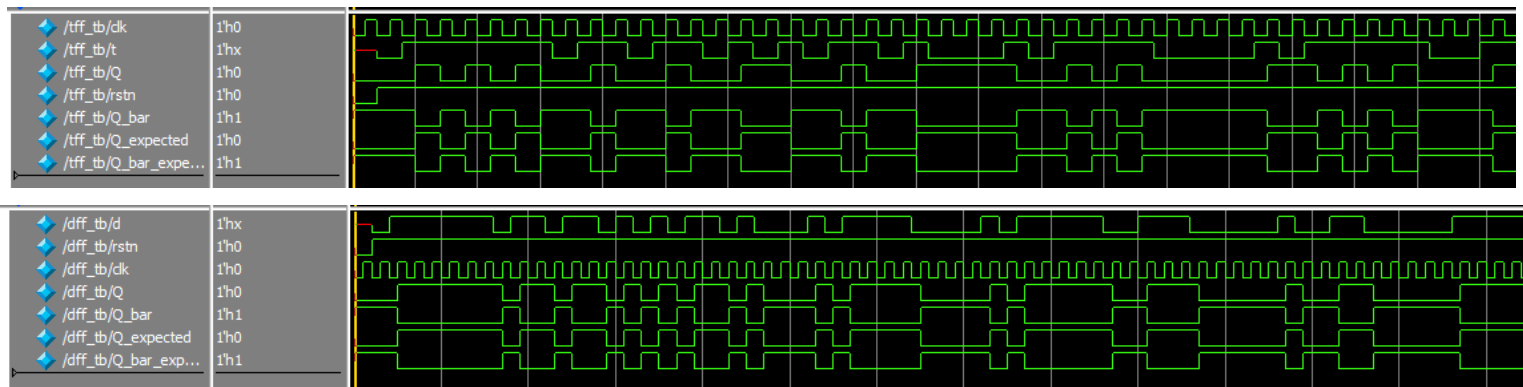 /tff_tb/clk 1'h0
/tff_tb/t 1'hx
/tff_tb/Q 1'h0
/tff_tb/rstn 1'h0
/tff_tb/Q_bar 1'h1
/tff_tb/Q_expected 1'h0
/tff_tb/Q_bar_expe... 1'h1
/dff_tb/d 1'hx
/dff_tb/rstn 1'h0
/dff_tb/clk 1'h0
/dff_tb/Q 1'h0
/dff_tb/Q_bar 1'h1
/dff_tb/Q_expected 1'h0
/dff_tb/Q_bar_exp... 1'h1